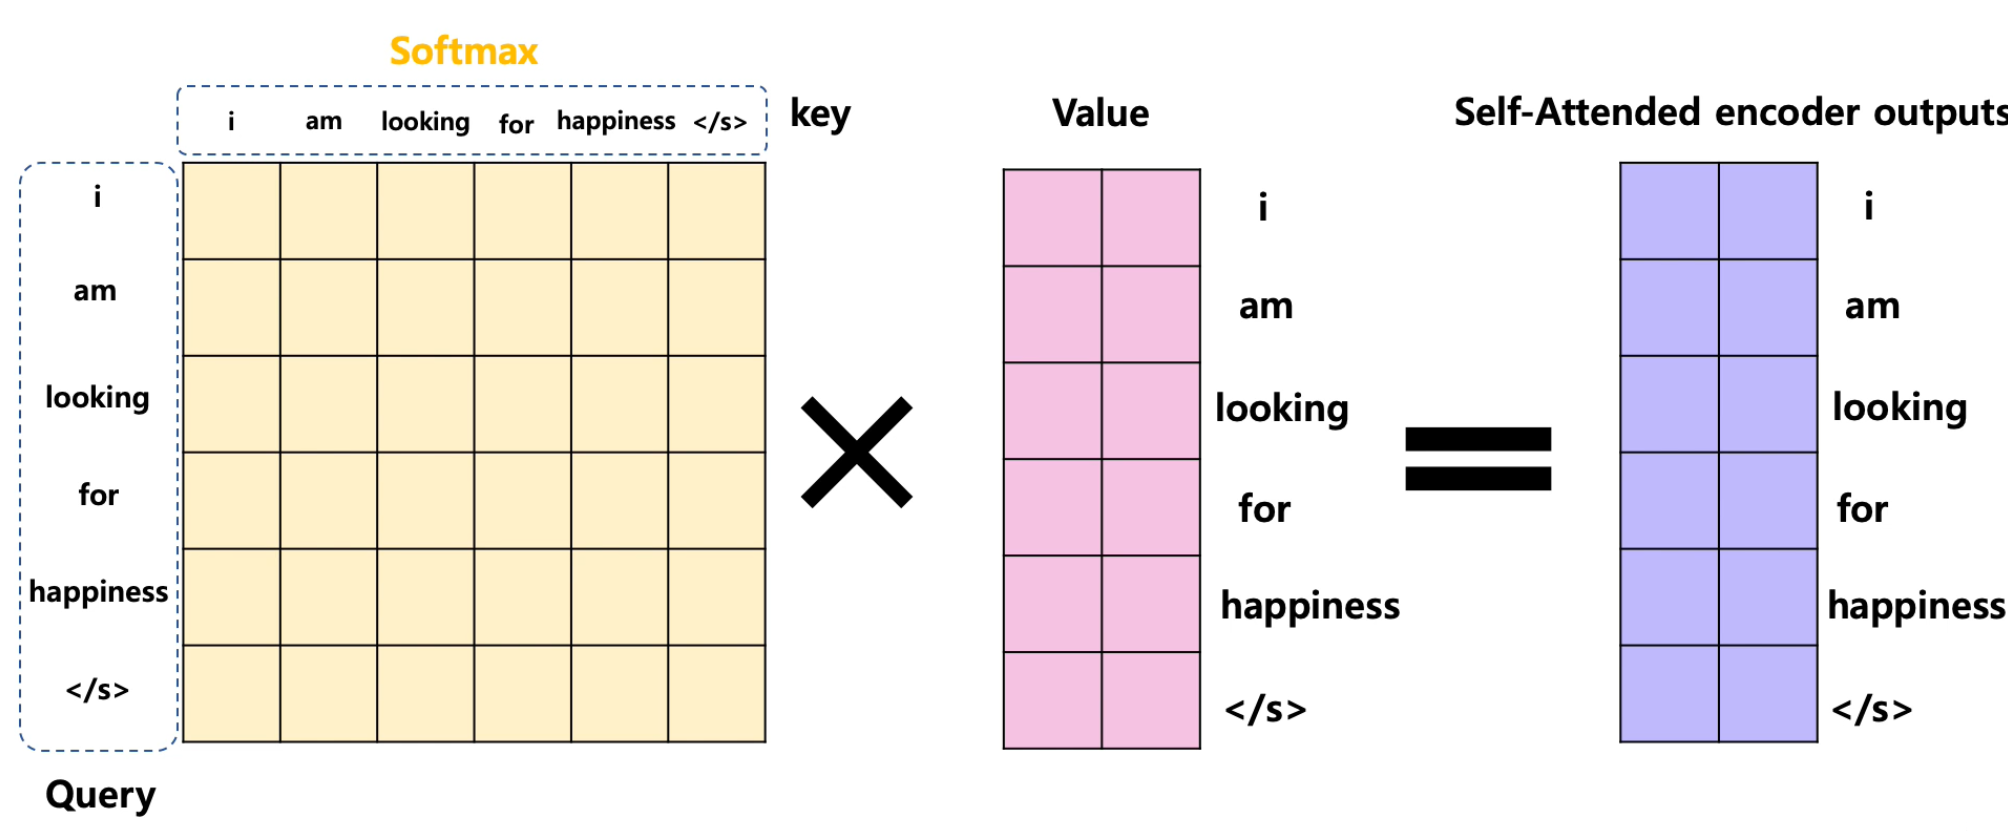 Softmax
i am looking for happiness </s> key
Value
Self-Attended encoder outputs
i
am
looking
for
happiness
</s>
Query
i
am
looking
for
happiness
</s>
i
am
looking
for
happiness
</s>